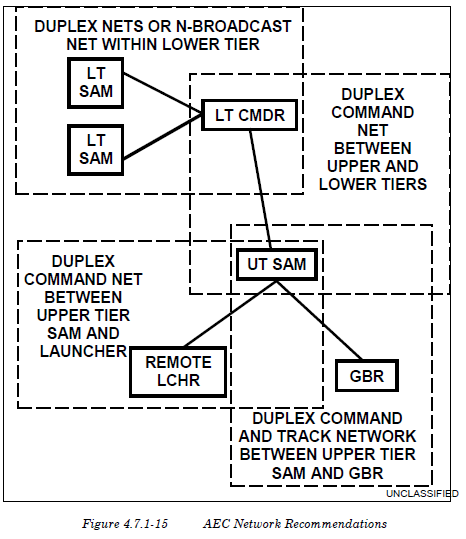 DUPLEX NETS OR N-BROADCAST
NET WITHIN LOWER TIER
LT
SAM
LT
SAM
LT CMDR
DUPLEX
COMMAND
NET
BETWEEN
UPPER AND
LOWER TIERS
UT SAM
DUPLEX
COMMAND NET
BETWEEN
UPPER TIER
SAM AND
LAUNCHER
REMOTE
LCHR
GBR
DUPLEX COMMAND
AND TRACK NETWORK
BETWEEN UPPER TIER
SAM AND GBR
UNCLASSIFIED
Figure 4.7.1-15 AEC Network Recommendations